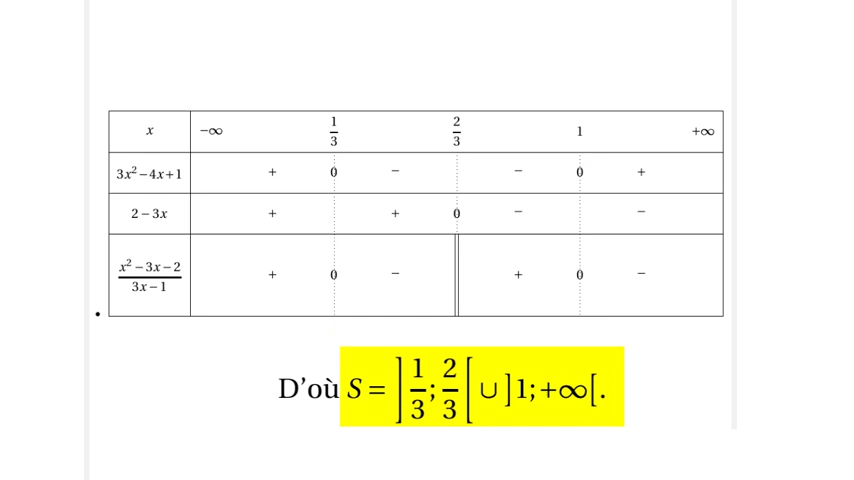 x −∞ 1/3 2/3 1 +∞
3x² − 4x + 1 + 0 − − 0 +
2 − 3x + + 0 − −
x² − 3x − 2 / 3x − 1 + 0 − + 0 −
D’où S = ]1/3; 2/3[ ∪ ]1; +∞[.